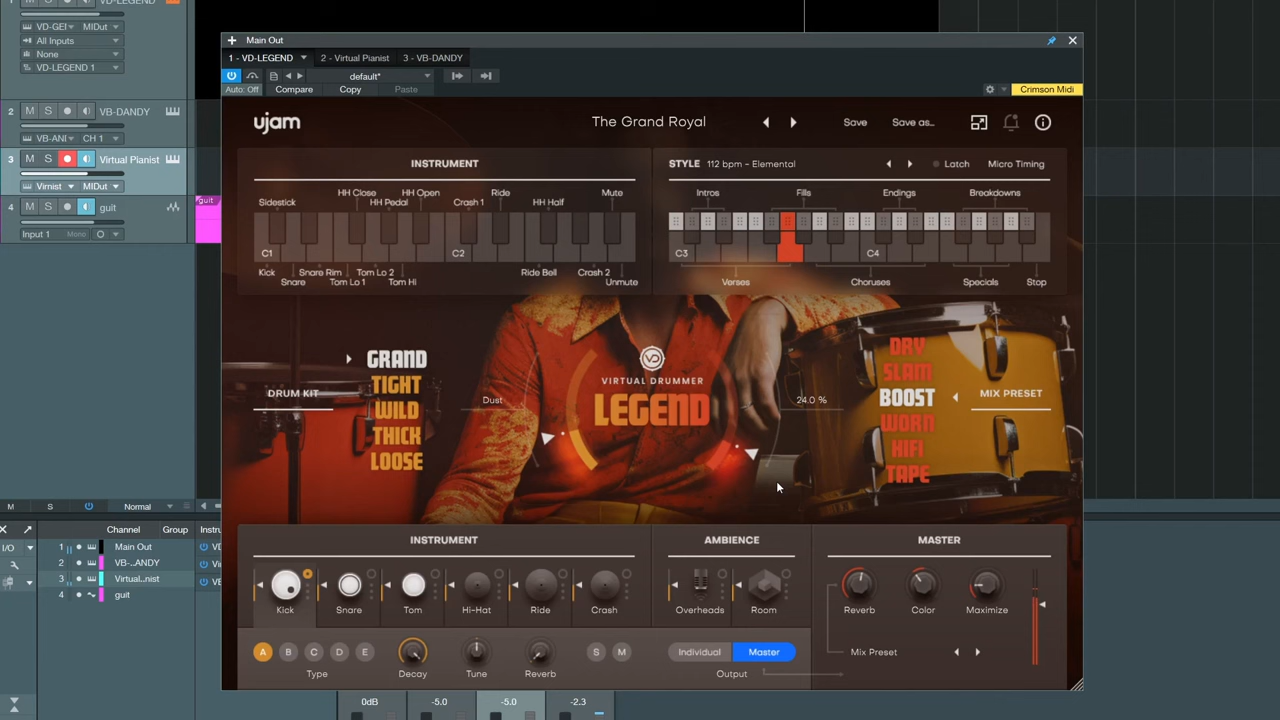 VD-LEGEND
VD-GEI MIDut
All Inputs
None
VD-LEGEND 1
2 M S VB-DANDY
VB-ANI CH 1
3 M S Virtual Pianist
Virnist MIDut
4 M S guit
Input 1 Mono
guit
Main Out
1 - VD-LEGEND 2 - Virtual Pianist 3 - VB-DANDY
default*
Auto: Off Compare Copy Paste Crimson Midi
ujam The Grand Royal Save Save as...
INSTRUMENT
HH Close HH Open Ride Mute
Sidestick HH Pedal Crash 1 HH Half
C1 C2
Kick Snare Rim Tom Lo 2 Ride Bell Crash 2
Snare Tom Lo 1 Tom Hi Unmute
STYLE 112 bpm – Elemental Latch Micro Timing
Intros Fills Endings Breakdowns
C3 C4
Verses Choruses Specials Stop
DRUM KIT
GRAND
TIGHT
WILD
THICK
LOOSE
Dust
VD
VIRTUAL DRUMMER
LEGEND
24.0 %
DRY
SLAM
BOOST
WORN
HIFI
TAPE
MIX PRESET
INSTRUMENT
Kick Snare Tom Hi-Hat Ride Crash
A B C D E S M
Type Decay Tune Reverb
AMBIENCE
Overheads Room
Individual Master
Output
MASTER
Reverb Color Maximize
Mix Preset
M S Normal
Channel Group Instru
I/O
1 Main Out
2 VB-..ANDY
3 Virtual..nist
4 guit
0dB -5.0 -5.0 -2.3